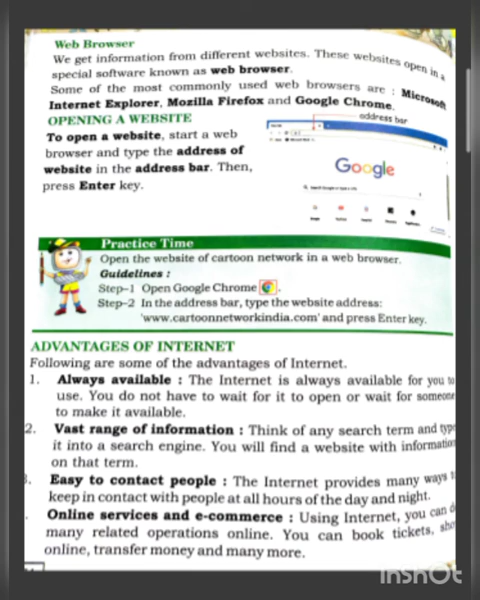 Web Browser
We get information from different websites. These websites open in a
special software known as web browser.
Some of the most commonly used web browsers are : Microsoft
Internet Explorer, Mozilla Firefox and Google Chrome.
OPENING A WEBSITE
address bar
To open a website, start a web
browser and type the address of
website in the address bar. Then,
press Enter key.
Google
Practice Time
Open the website of cartoon network in a web browser.
Guidelines :
Step–1 Open Google Chrome
Step–2 In the address bar, type the website address:
'www.cartoonnetworkindia.com' and press Enter key.
ADVANTAGES OF INTERNET
Following are some of the advantages of Internet.
1. Always available : The Internet is always available for you to
use. You do not have to wait for it to open or wait for someone
to make it available.
2. Vast range of information : Think of any search term and type
it into a search engine. You will find a website with information
on that term.
Easy to contact people : The Internet provides many ways
keep in contact with people at all hours of the day and night.
Online services and e-commerce : Using Internet, you can
many related operations online. You can book tickets,
online, transfer money and many more.
InShOt